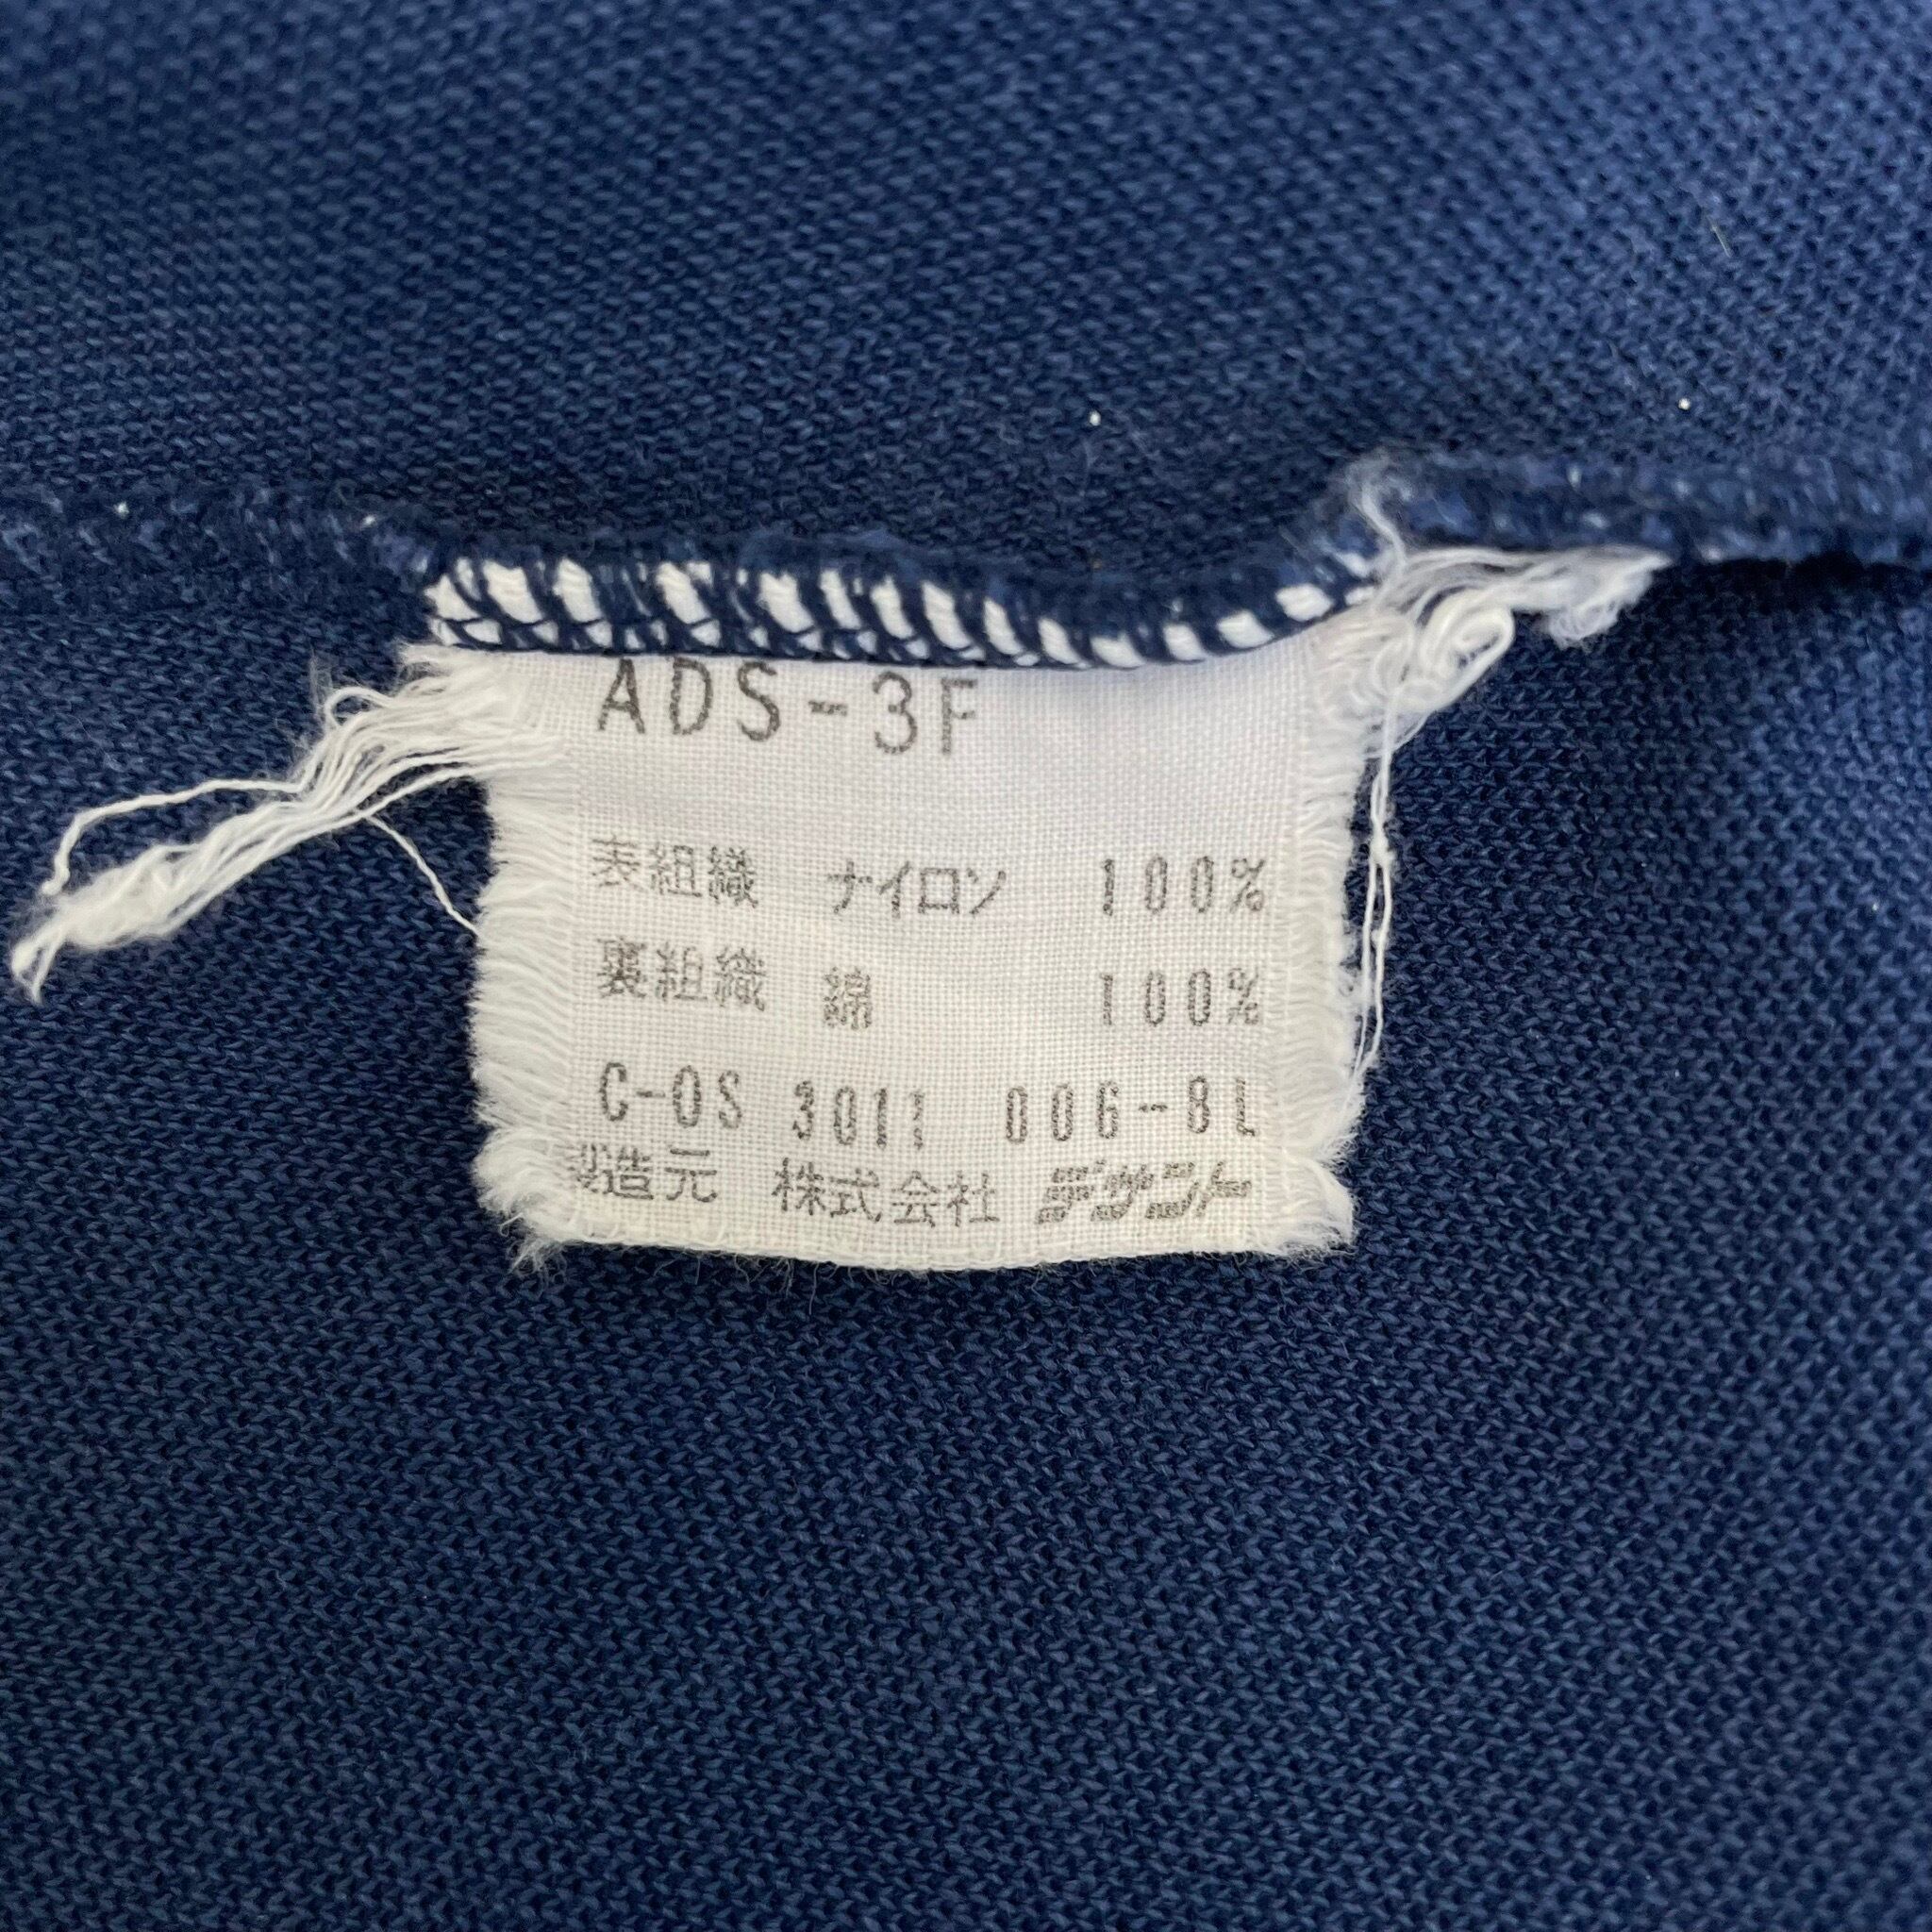 ADS-3F
表組織 ナイロン 100%
裏組織 綿 100%
C-OS 3011 006-8L
製造元 株式会社 デサント